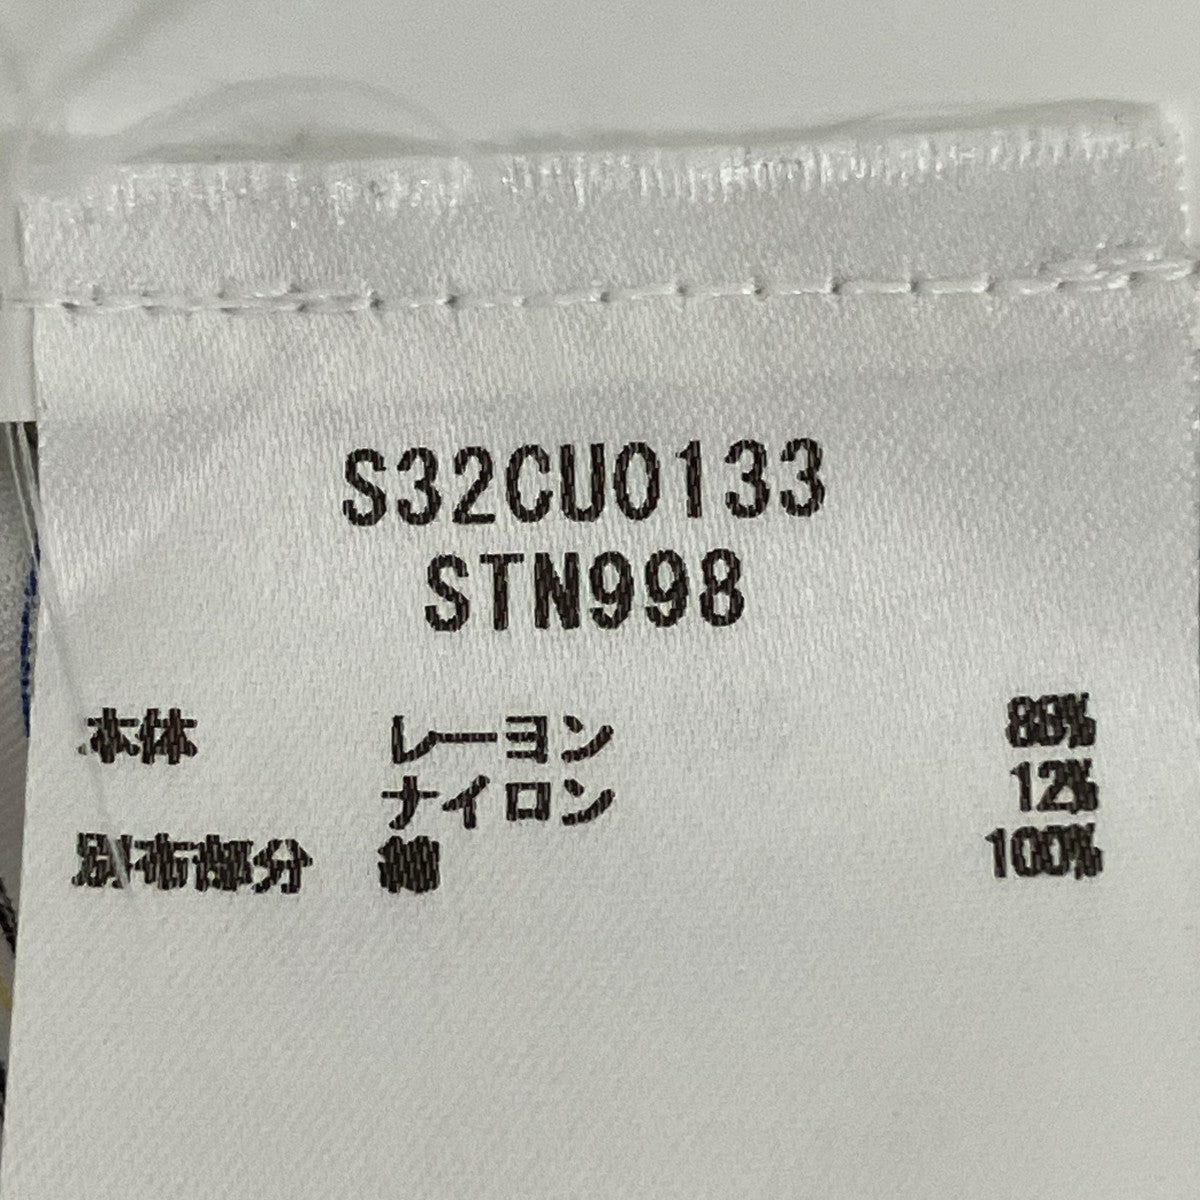 S32CU0133
STN998
本体 レーヨン 88%
ナイロン 12%
別布部分 綿 100%